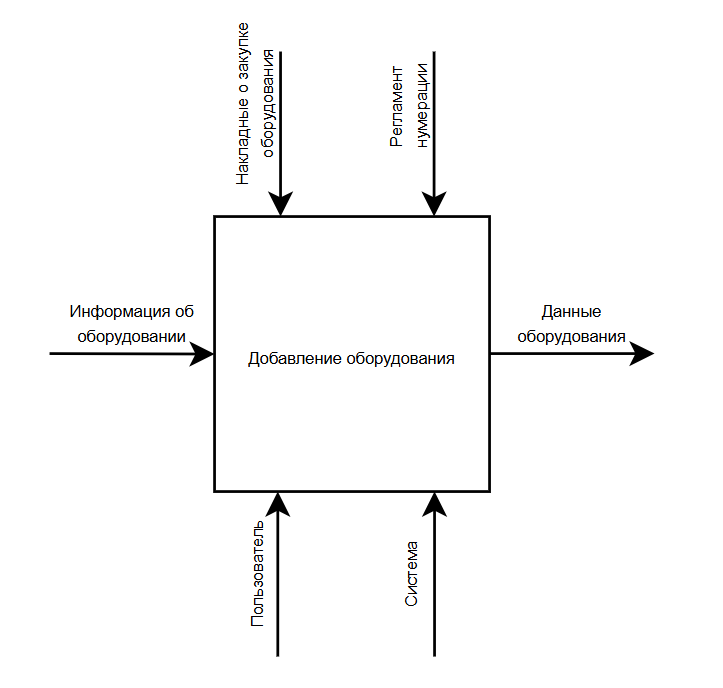 Накладные о закупке
оборудования
Регламент
нумерации
Информация об
оборудовании
Добавление оборудования
Данные
оборудования
Пользователь
Система